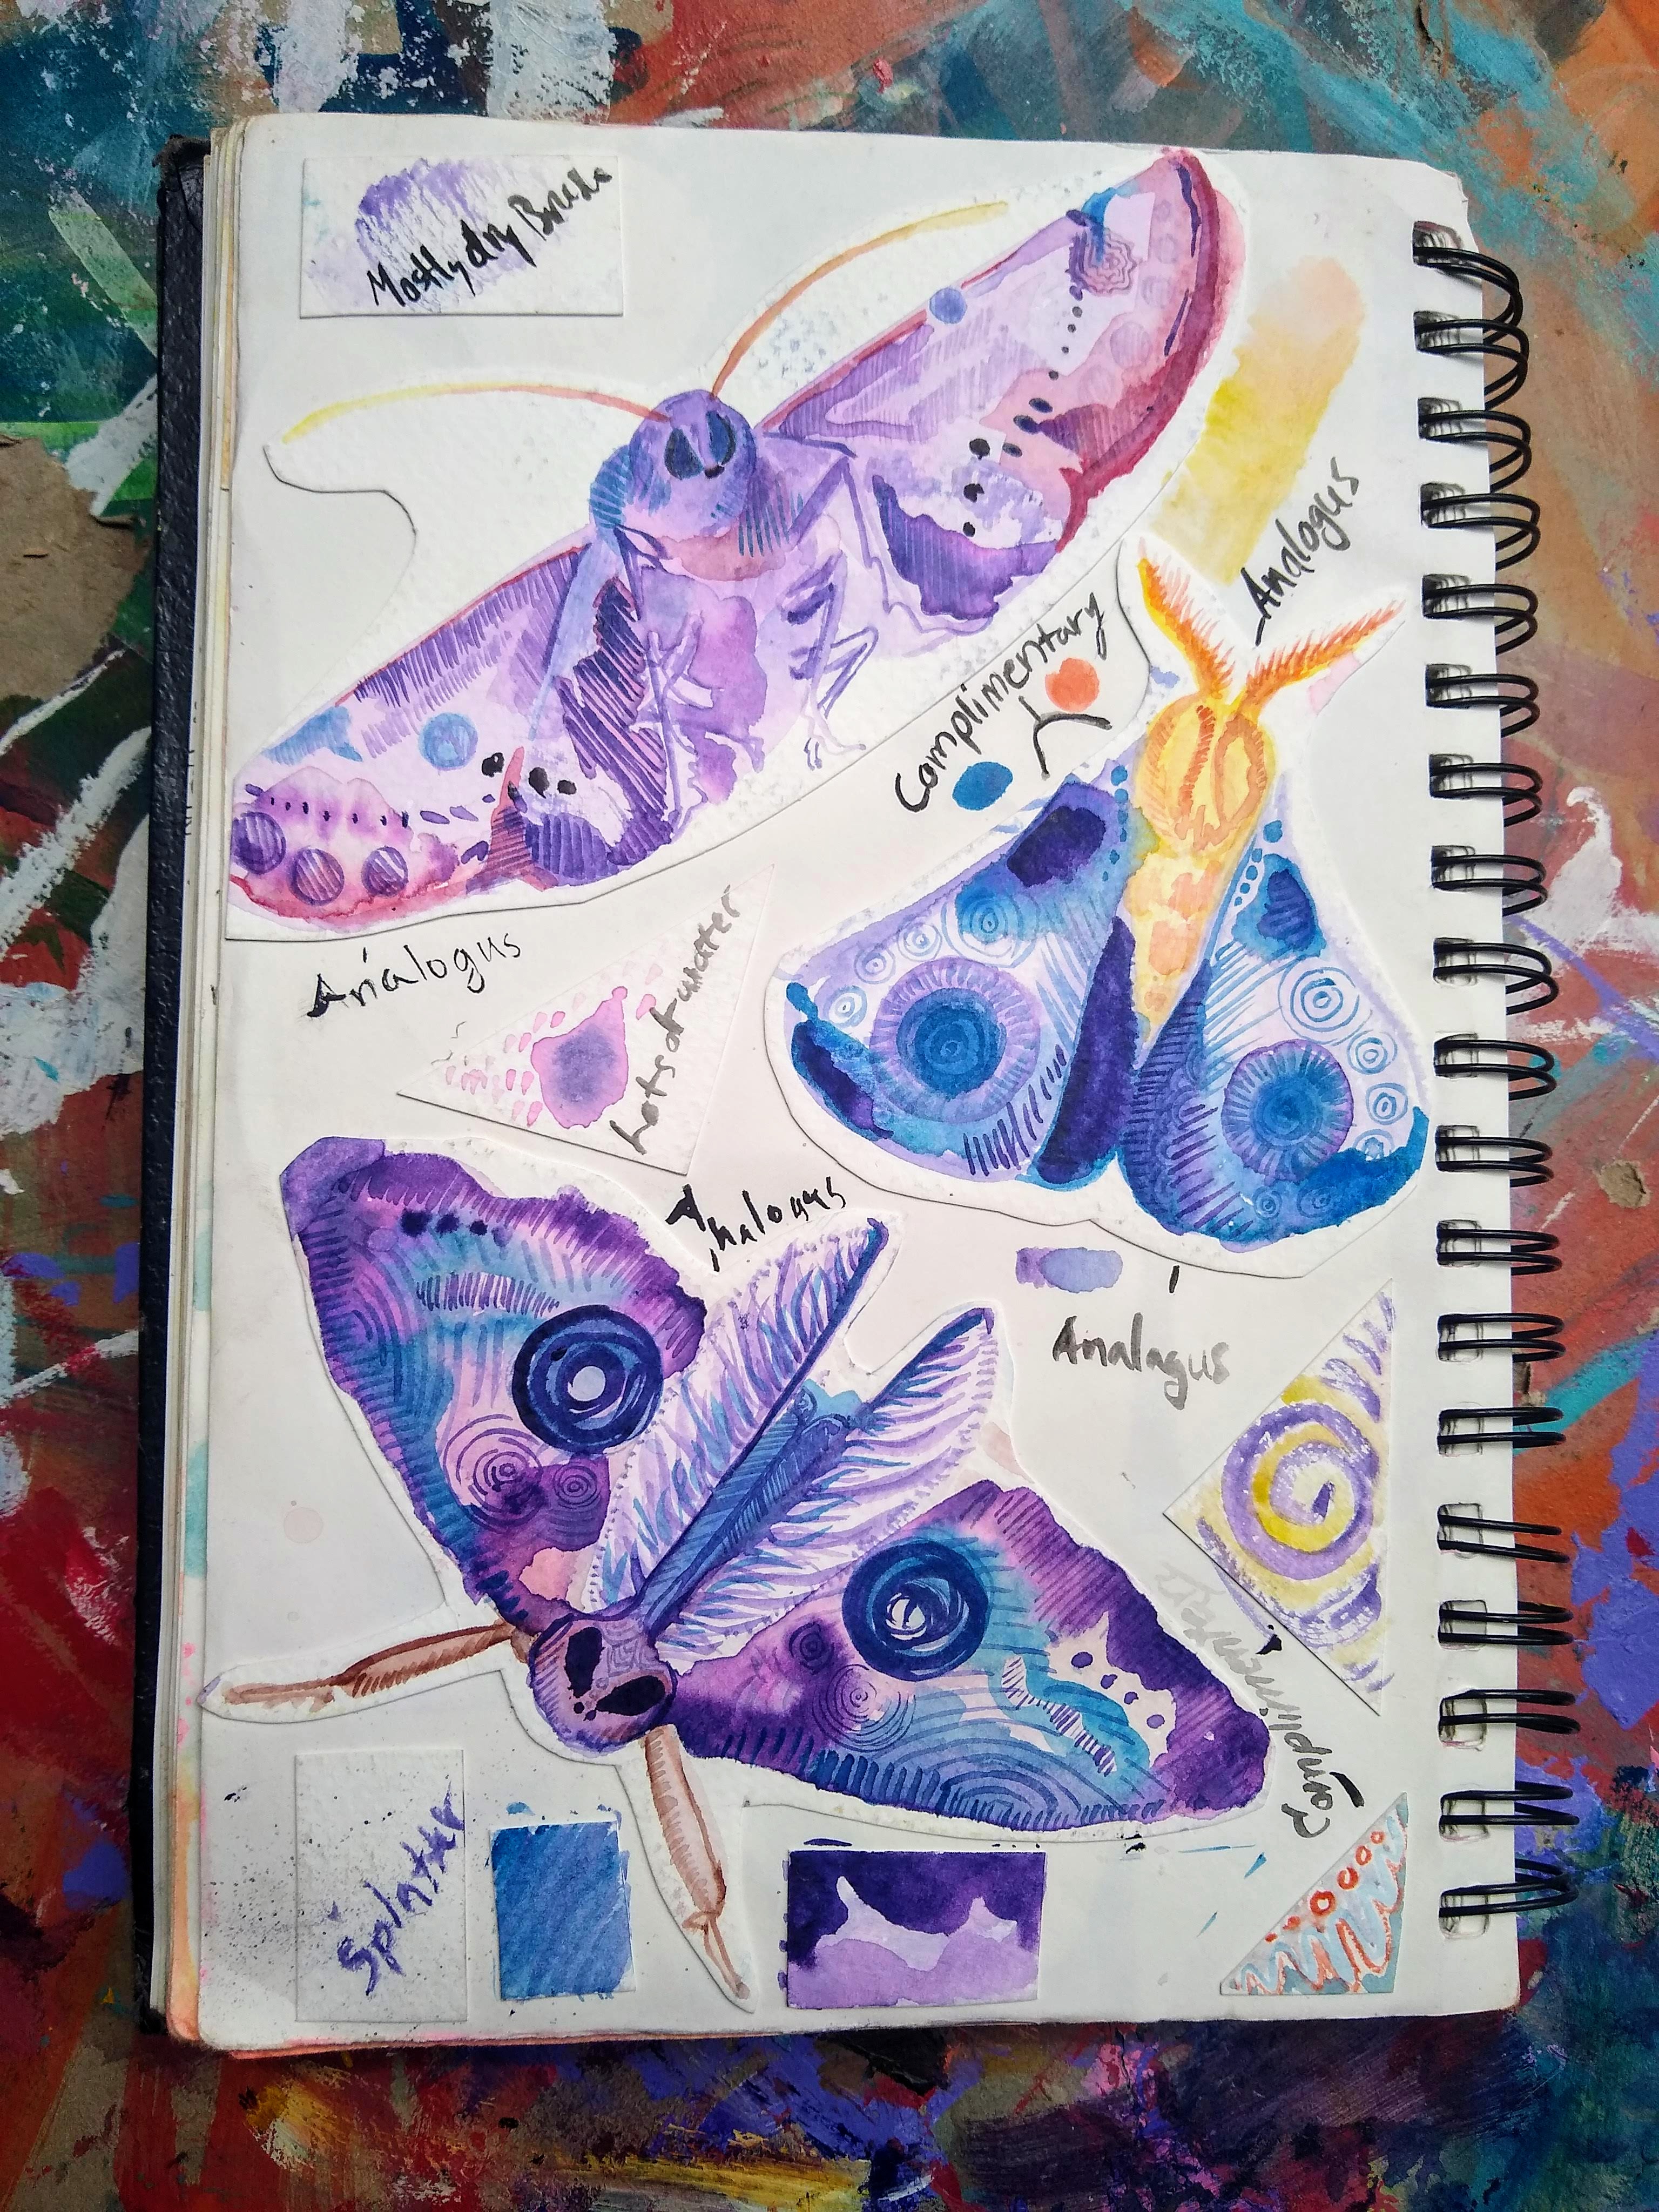 Mostly dry Brush
Analogus
Complimentary
Analogus
Lots of water
Analogus
Analagus
Complimentary
Splatter